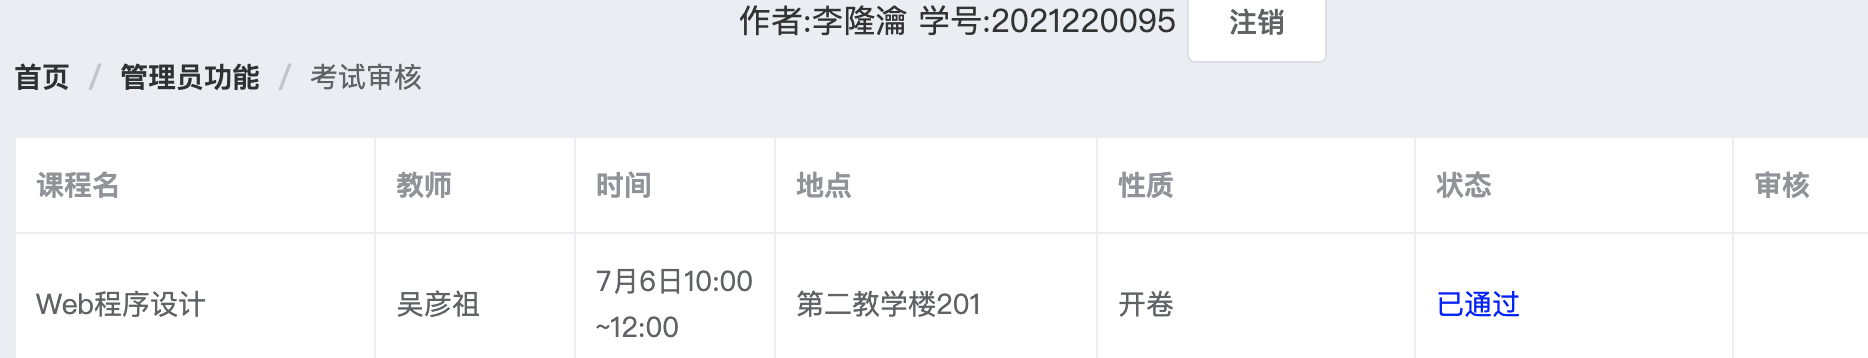 作者:李隆瀹 学号:2021220095 注销
首页 / 管理员功能 / 考试审核
课程名 教师 时间 地点 性质 状态 审核
Web程序设计 吴彦祖 7月6日10:00 第二教学楼201 开卷 已通过
~12:00